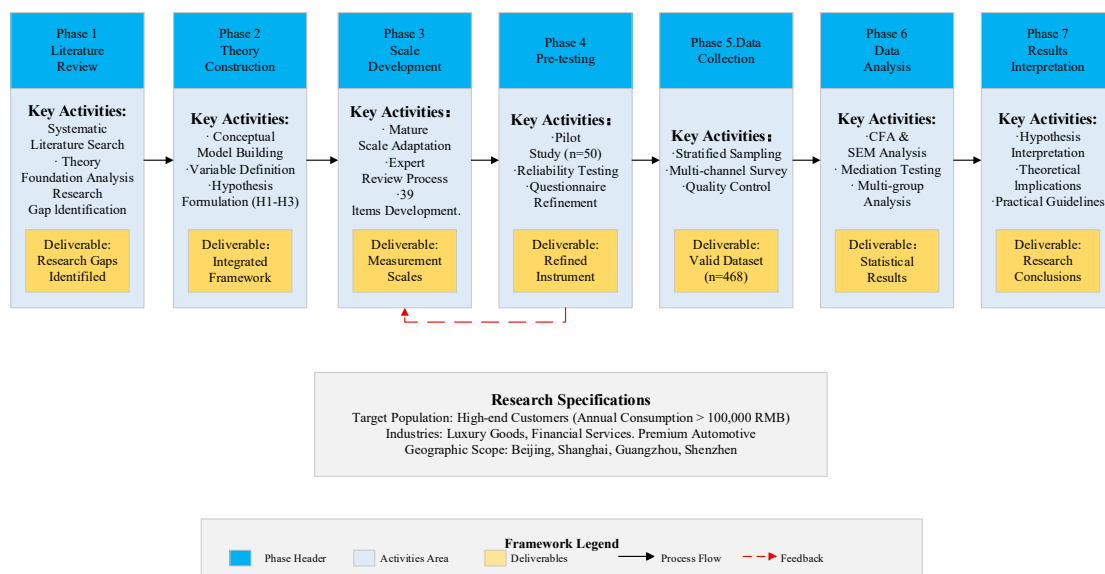 Phase 1
Literature
Review
Key Activities:
Systematic
Literature Search
· Theory
Foundation Analysis
Research
Gap Identification
Deliverable:
Research Gaps
Identifiled
Phase 2
Theory
Construction
Key Activities:
· Conceptual
Model Building
·Variable Definition
·Hypothesis
Formulation (H1-H3)
Deliverable：
Integrated
Framework
Phase 3
Scale
Development
Key Activities：
· Mature
Scale Adaptation
·Expert
Review Process
·39
Items Development.
Deliverable:
Measurement
Scales
Phase 4
Pre-testing
Key Activities:
·Pilot
Study (n=50)
·Reliability Testing
·Questionnaire
Refinement
Deliverable:
Refined
Instrument
Phase 5.Data
Collection
Key Activities：
·Stratified Sampling
·Multi-channel Survey
·Quality Control
Deliverable:
Valid Dataset
(n=468)
Phase 6
Data
Analysis
Key Activities:
·CFA &
SEM Analysis
· Mediation Testing
· Multi-group
Analysis
Deliverable：
Statistical
Results
Phase 7
Results
Interpretation
Key Activities:
·Hypothesis
Interpretation
·Theoretical
Implications
·Practical Guidelines
Deliverable:
Research
Conclusions
Research Specifications
Target Population: High-end Customers (Annual Consumption > 100,000 RMB)
Industries: Luxury Goods, Financial Services. Premium Automotive
Geographic Scope: Beijing, Shanghai, Guangzhou, Shenzhen
Framework Legend
Phase Header
Activities Area
Deliverables
Process Flow
Feedback